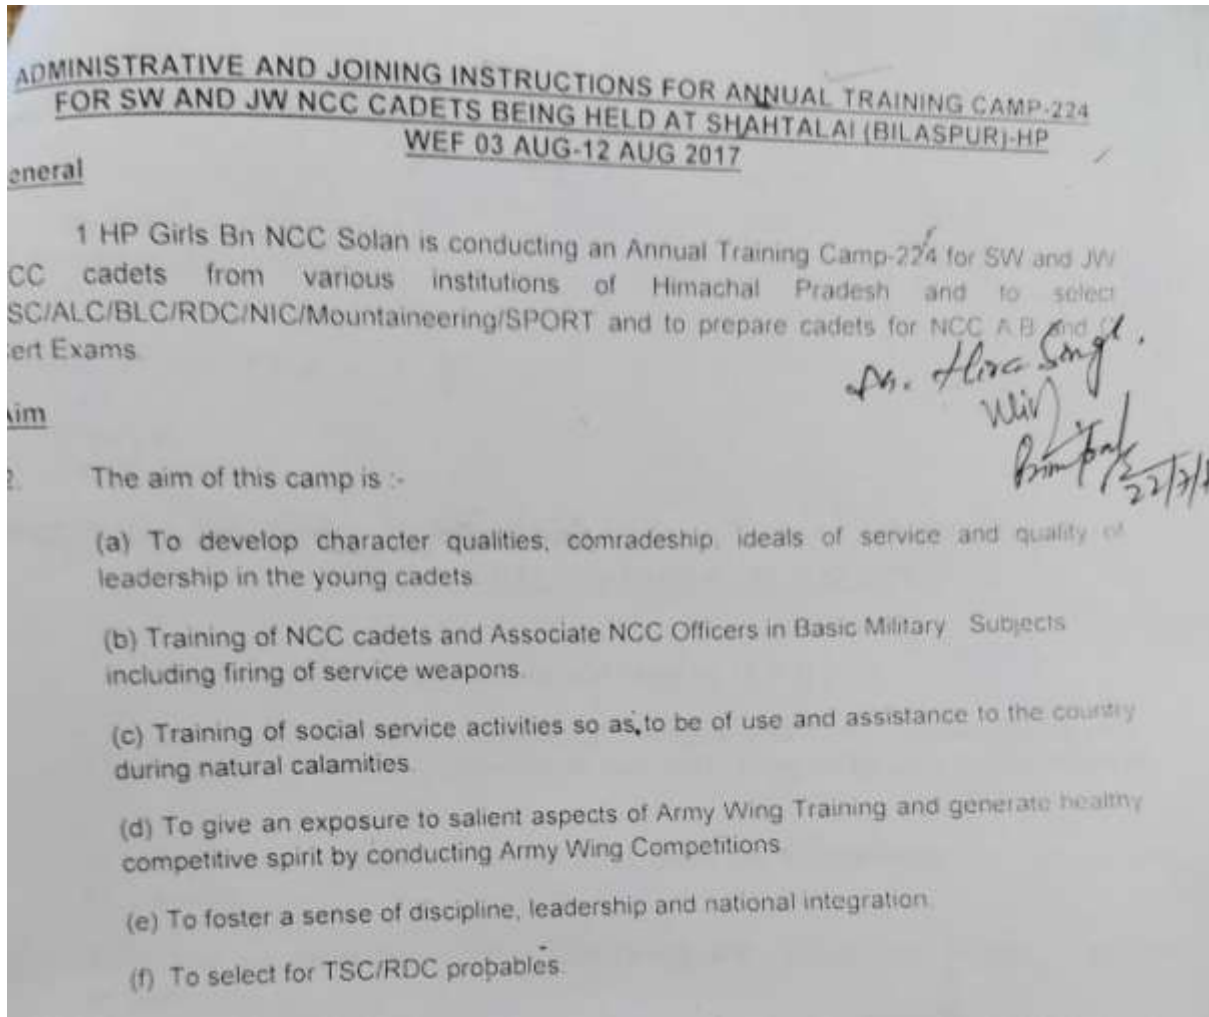 ADMINISTRATIVE AND JOINING INSTRUCTIONS FOR ANNUAL TRAINING CAMP-224
FOR SW AND JW NCC CADETS BEING HELD AT SHAHTALAI (BILASPUR)-HP
WEF 03 AUG-12 AUG 2017
eneral
1 HP Girls Bn NCC Solan is conducting an Annual Training Camp-224 for SW and JW
CC cadets from various institutions of Himachal Pradesh and to select
SC/ALC/BLC/RDC/NIC/Mountaineering/SPORT and to prepare cadets for NCC A B and
ert Exams.
Hira Singh.
im
2. The aim of this camp is :-
22/7/
(a) To develop character qualities, comradeship, ideals of service and quality of
leadership in the young cadets
(b) Training of NCC cadets and Associate NCC Officers in Basic Military Subjects
including firing of service weapons.
(c) Training of social service activities so as to be of use and assistance to the country
during natural calamities.
(d) To give an exposure to salient aspects of Army Wing Training and generate healthy
competitive spirit by conducting Army Wing Competitions
(e) To foster a sense of discipline, leadership and national integration.
(f) To select for TSC/RDC probables.